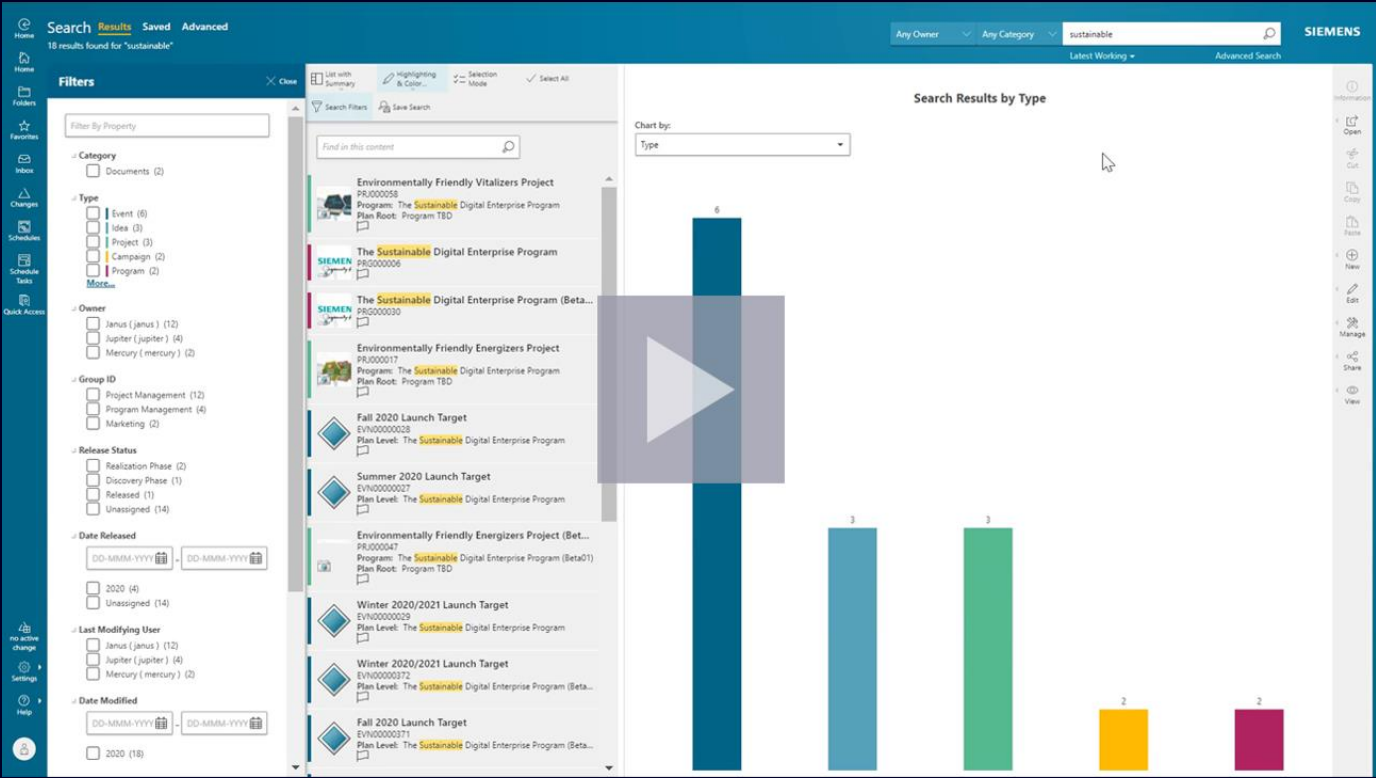 Home
Home
Folders
Favorites
Inbox
Changes
Schedules
Schedule
Tasks
Quick Access
no active
change
Settings
Help
Search Results Saved Advanced
18 results found for "sustainable"
Any Owner
Any Category
sustainable
Latest Working
Advanced Search
SIEMENS
Filters
Close
Filter By Property
Category
Documents (2)
Type
Event (6)
Idea (3)
Project (3)
Campaign (2)
Program (2)
More...
Owner
Janus ( janus ) (12)
Jupiter ( jupiter ) (4)
Mercury ( mercury ) (2)
Group ID
Project Management (12)
Program Management (4)
Marketing (2)
Release Status
Realization Phase (2)
Discovery Phase (1)
Released (1)
Unassigned (14)
Date Released
DD-MMM-YYYY - DD-MMM-YYYY
2020 (4)
Unassigned (14)
Last Modifying User
Janus ( janus ) (12)
Jupiter ( jupiter ) (4)
Mercury ( mercury ) (2)
Date Modified
DD-MMM-YYYY - DD-MMM-YYYY
2020 (18)
List with
Summary
Highlighting
& Color...
Selection
Mode
Select All
Search Filters
Save Search
Find in this content
Environmentally Friendly Vitalizers Project
PRJ000058
Program: The Sustainable Digital Enterprise Program
Plan Root: Program TBD
SIEMEN
The Sustainable Digital Enterprise Program
PRG000006
SIEMEN
The Sustainable Digital Enterprise Program (Beta...
PRG000030
Environmentally Friendly Energizers Project
PRJ000017
Program: The Sustainable Digital Enterprise Program
Plan Root: Program TBD
Fall 2020 Launch Target
EVN00000028
Plan Level: The Sustainable Digital Enterprise Program
Summer 2020 Launch Target
EVN00000027
Plan Level: The Sustainable Digital Enterprise Program
Environmentally Friendly Energizers Project (Bet...
PRJ000047
Program: The Sustainable Digital Enterprise Program (Beta01)
Plan Root: Program TBD
Winter 2020/2021 Launch Target
EVN00000029
Plan Level: The Sustainable Digital Enterprise Program
Winter 2020/2021 Launch Target
EVN00000372
Plan Level: The Sustainable Digital Enterprise Program (Beta...
Fall 2020 Launch Target
EVN00000371
Plan Level: The Sustainable Digital Enterprise Program (Beta...
Search Results by Type
Chart by:
Type
6
3
3
2
2
Information
Open
Cut
Copy
Paste
New
Edit
Manage
Share
View